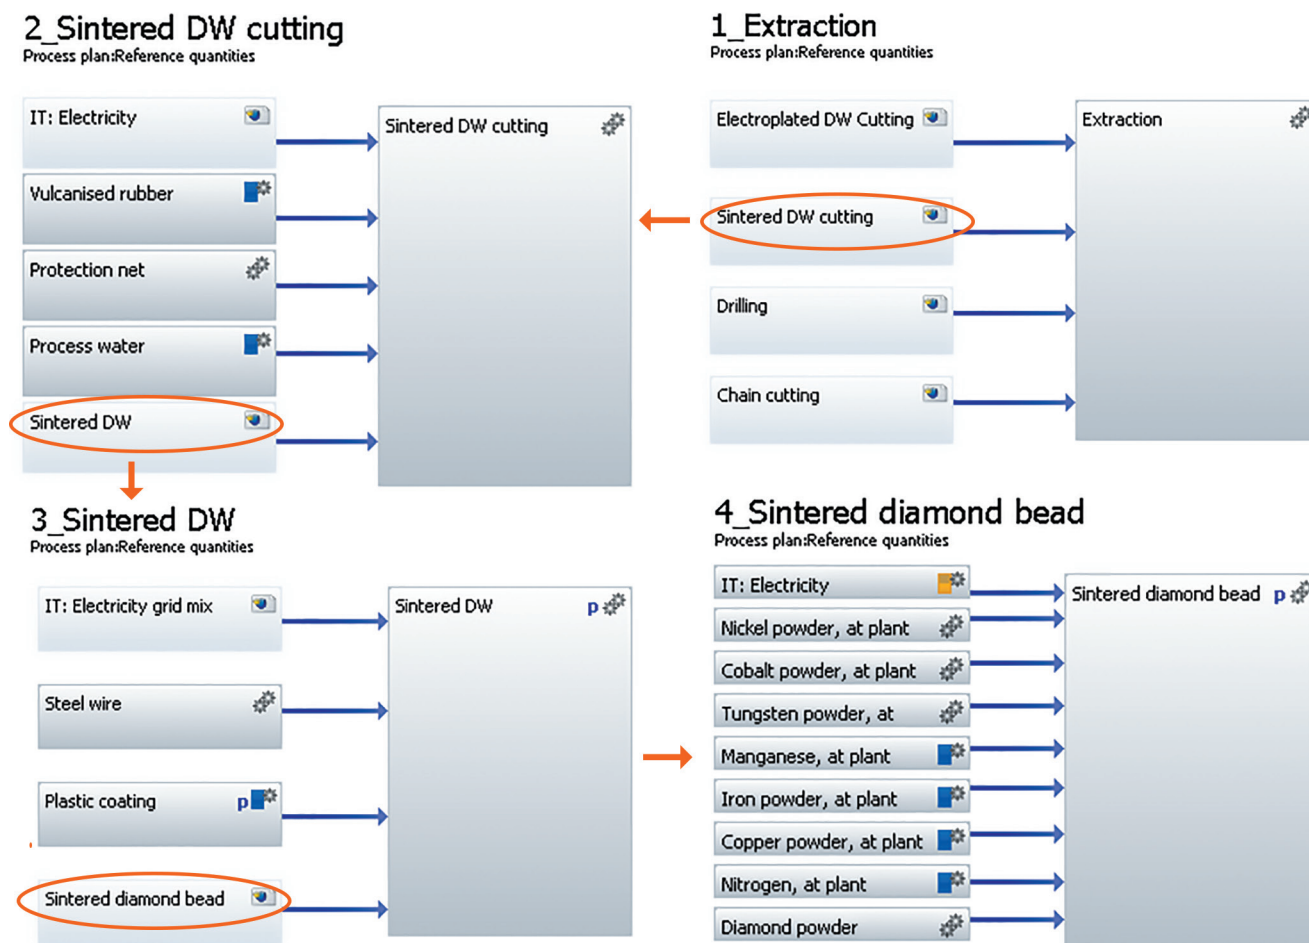 2_Sintered DW cutting
Process plan:Reference quantities
IT: Electricity
Vulcanised rubber
Protection net
Process water
Sintered DW
Sintered DW cutting
1_Extraction
Process plan:Reference quantities
Electroplated DW Cutting
Sintered DW cutting
Drilling
Chain cutting
Extraction
3_Sintered DW
Process plan:Reference quantities
IT: Electricity grid mix
Steel wire
Plastic coating p
Sintered diamond bead
Sintered DW p
4_Sintered diamond bead
Process plan:Reference quantities
IT: Electricity
Nickel powder, at plant
Cobalt powder, at plant
Tungsten powder, at
Manganese, at plant
Iron powder, at plant
Copper powder, at plant
Nitrogen, at plant
Diamond powder
Sintered diamond bead p